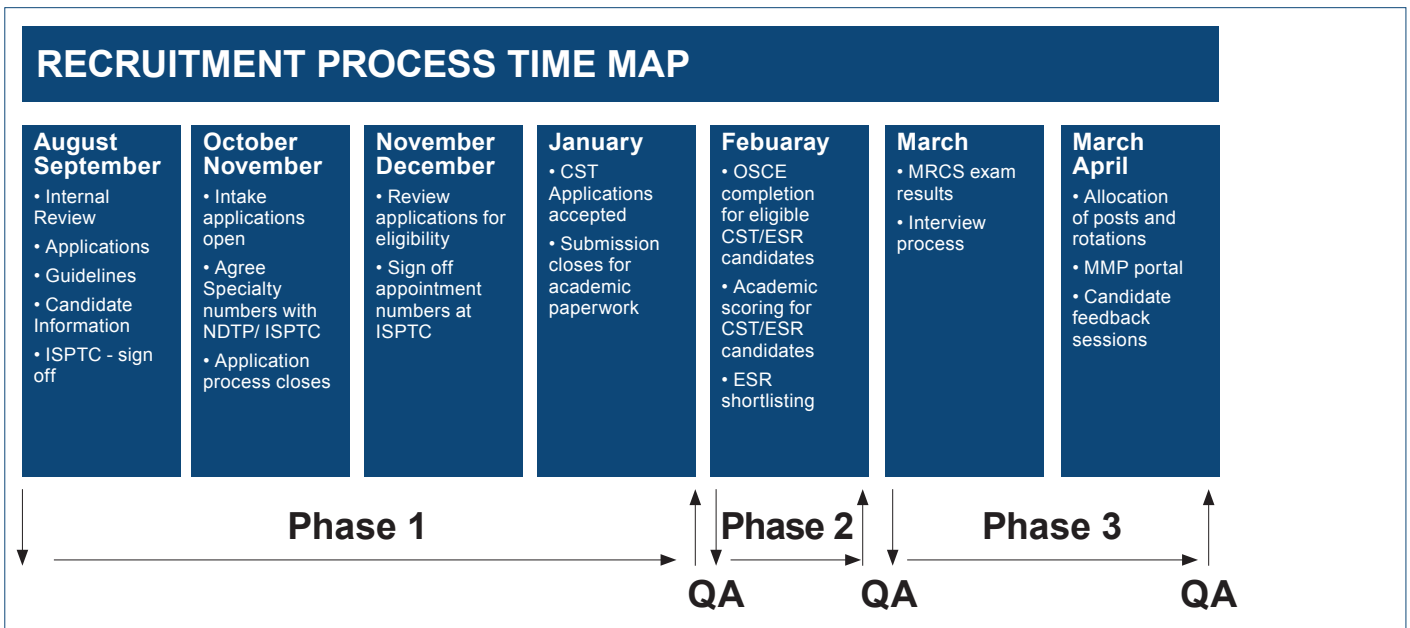 RECRUITMENT PROCESS TIME MAP
August
September
• Internal
Review
• Applications
• Guidelines
• Candidate
Information
• ISPTC - sign
off
October
November
• Intake
applications
open
• Agree
Specialty
numbers with
NDTP/ ISPTC
• Application
process closes
November
December
• Review
applications for
eligibility
• Sign off
appointment
numbers at
ISPTC
January
• CST
Applications
accepted
• Submission
closes for
academic
paperwork
Febuaray
• OSCE
completion
for eligible
CST/ESR
candidates
• Academic
scoring for
CST/ESR
candidates
• ESR
shortlisting
March
• MRCS exam
results
• Interview
process
March
April
• Allocation
of posts and
rotations
• MMP portal
• Candidate
feedback
sessions
Phase 1
Phase 2
Phase 3
QA
QA
QA